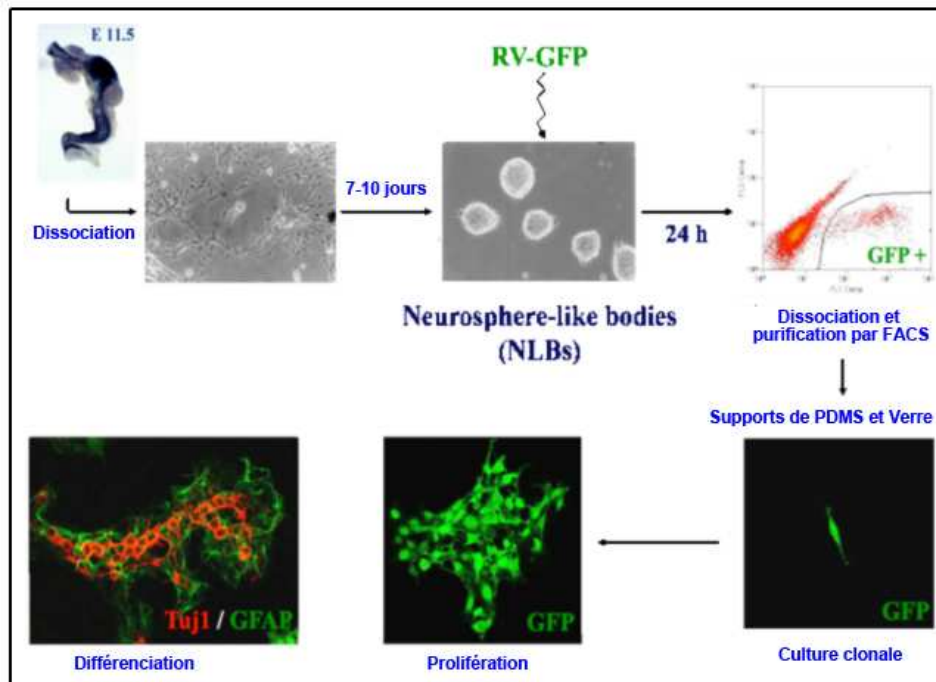 E 11.5
Dissociation
7-10 jours
RV-GFP
24 h
GFP +
Neurosphere-like bodies
(NLBs)
Dissociation et
purification par FACS
Supports de PDMS et Verre
Tuj1 / GFAP
GFP
GFP
Différenciation
Prolifération
Culture clonale